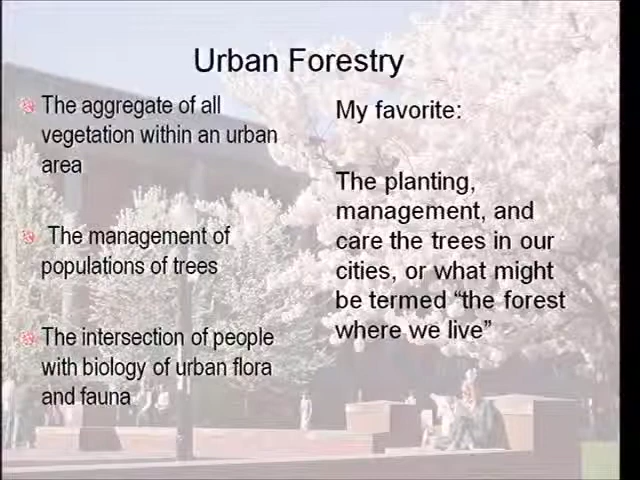 Urban Forestry
The aggregate of all
vegetation within an urban
area
The management of
populations of trees
The intersection of people
with biology of urban flora
and fauna
My favorite:
The planting,
management, and
care the trees in our
cities, or what might
be termed “the forest
where we live”